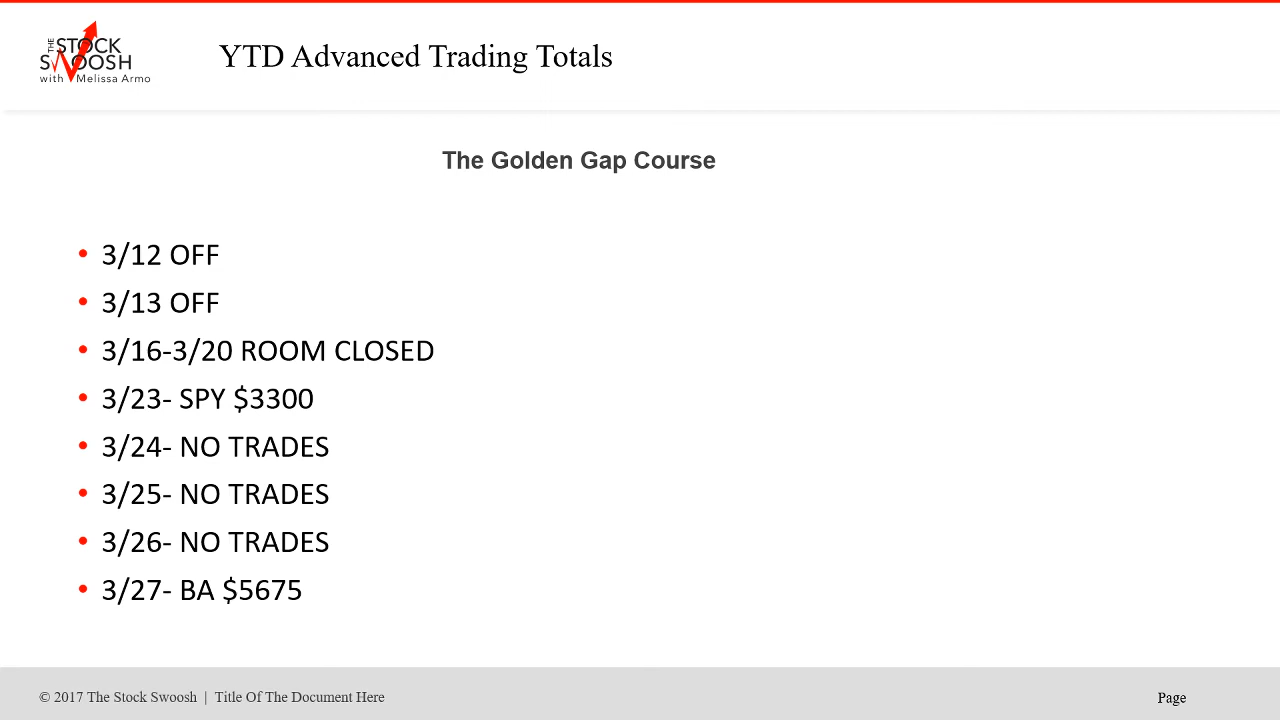 THE STOCK
SWOOSH
with Melissa Armo
YTD Advanced Trading Totals
The Golden Gap Course
• 3/12 OFF
• 3/13 OFF
• 3/16-3/20 ROOM CLOSED
• 3/23- SPY $3300
• 3/24- NO TRADES
• 3/25- NO TRADES
• 3/26- NO TRADES
• 3/27- BA $5675
© 2017 The Stock Swoosh | Title Of The Document Here
Page